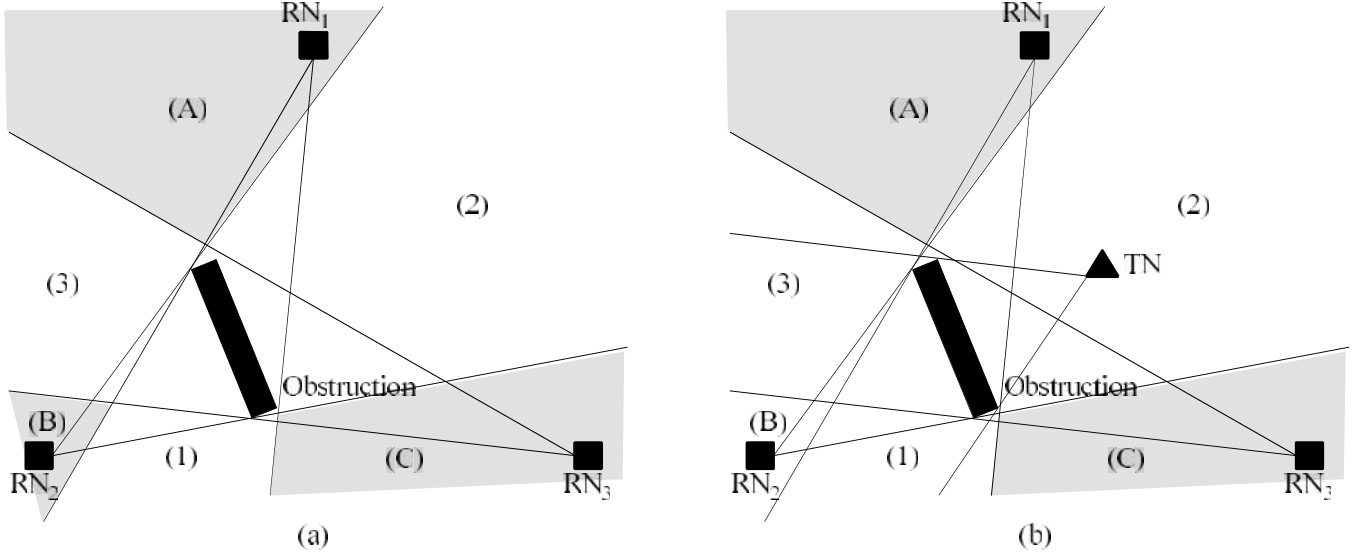 RN1
(A)
(2)
(3)
Obstruction
(B)
(1)
(C)
RN2
RN3
(a)
RN1
(A)
(2)
TN
(3)
Obstruction
(B)
(1)
(C)
RN2
RN3
(b)